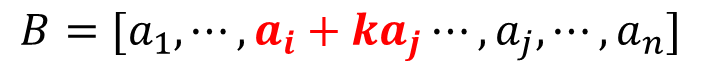 B = [a₁, ⋯ , aᵢ + kaⱼ ⋯ , aⱼ, ⋯ , aₙ]